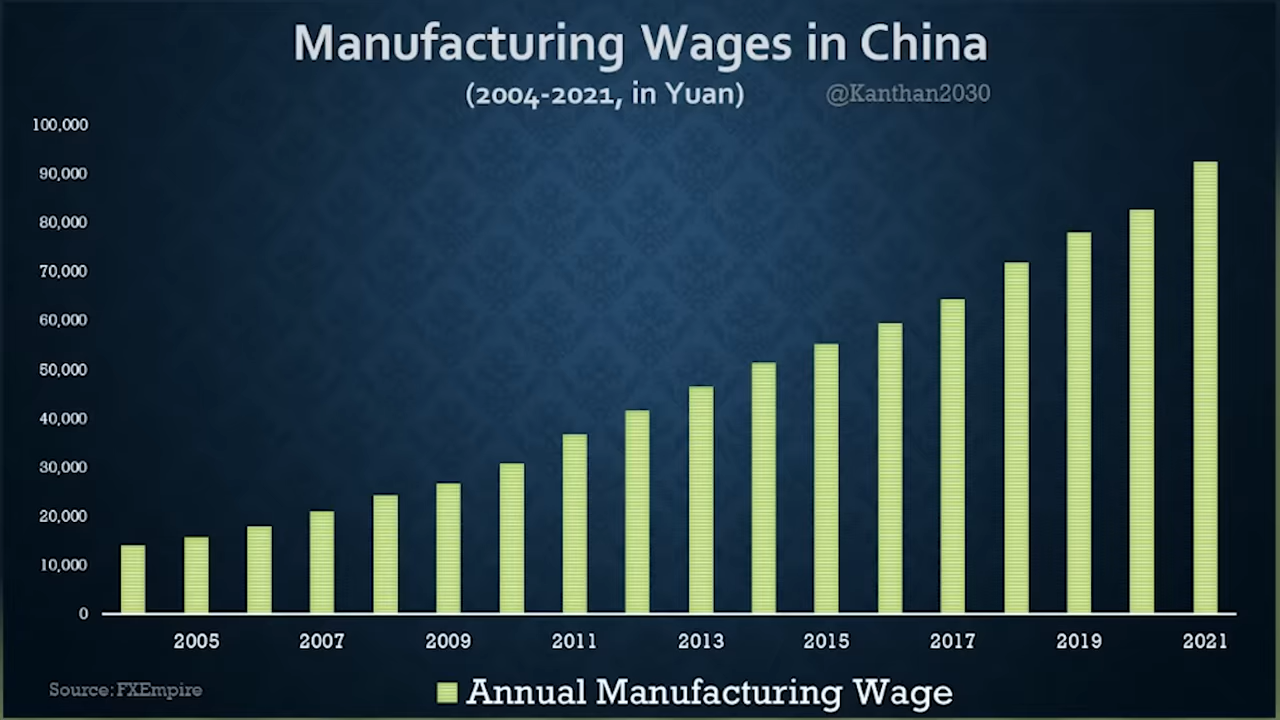 Manufacturing Wages in China
(2004-2021, in Yuan)
@Kanthan2030
100,000
90,000
80,000
70,000
60,000
50,000
40,000
30,000
20,000
10,000
0
2005 2007 2009 2011 2013 2015 2017 2019 2021
Source: FXEmpire
Annual Manufacturing Wage